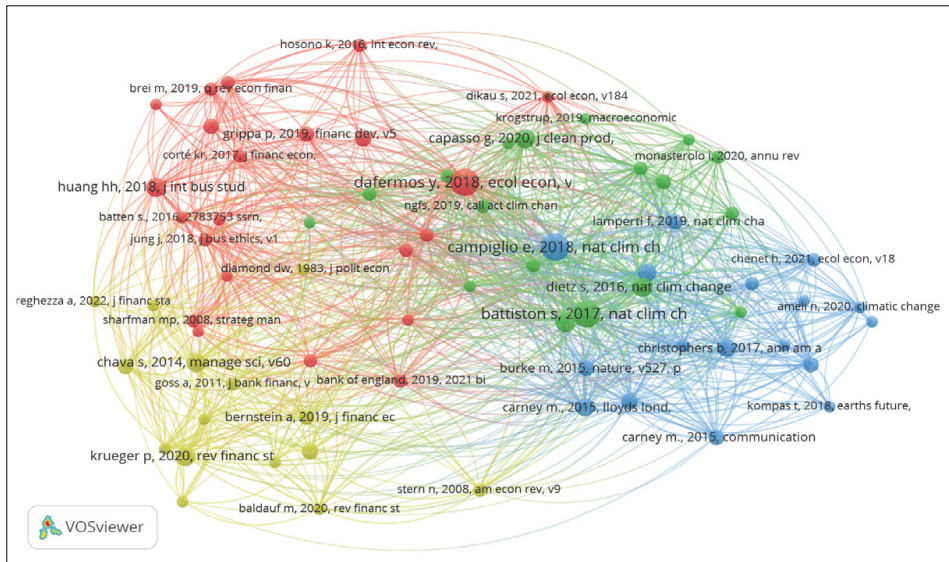 hosono k, 2016, int econ rev,
brei m, 2019, q rev econ finan
dikau s, 2021, ecol econ, v184
krogstrup, 2019, macroeconomic
grippa p, 2019, financ dev, v5
capasso g, 2020, j clean prod,
corté kr, 2017, j financ econ,
monasterolo i, 2020, annu rev
huang hh, 2018, j int bus stud
dafermos y, 2018, ecol econ, v
ngfs, 2019, call act clim chan
batten s., 2016, 2783753 ssrn,
lamperti f, 2019, nat clim cha
jung j, 2018, j bus ethics, v1
campiglio e, 2018, nat clim ch
chenet h, 2021, ecol econ, v18
diamond dw, 1983, j polit econ
dietz s, 2016, nat clim change
reghezza a, 2022, j financ sta
ameli n, 2020, climatic change
battiston s, 2017, nat clim ch
sharfman mp, 2008, strateg man
christophers b, 2017, ann am a
chava s, 2014, manage sci, v60
burke m, 2015, nature, v527, p
bank of england, 2019, 2021 bi
goss a, 2011, j bank financ, v
carney m., 2015, lloyds lond,
kompas t, 2018, earths future,
bernstein a, 2019, j financ ec
carney m., 2015, communication
krueger p, 2020, rev financ st
stern n, 2008, am econ rev, v9
baldauf m, 2020, rev financ st
VOSviewer